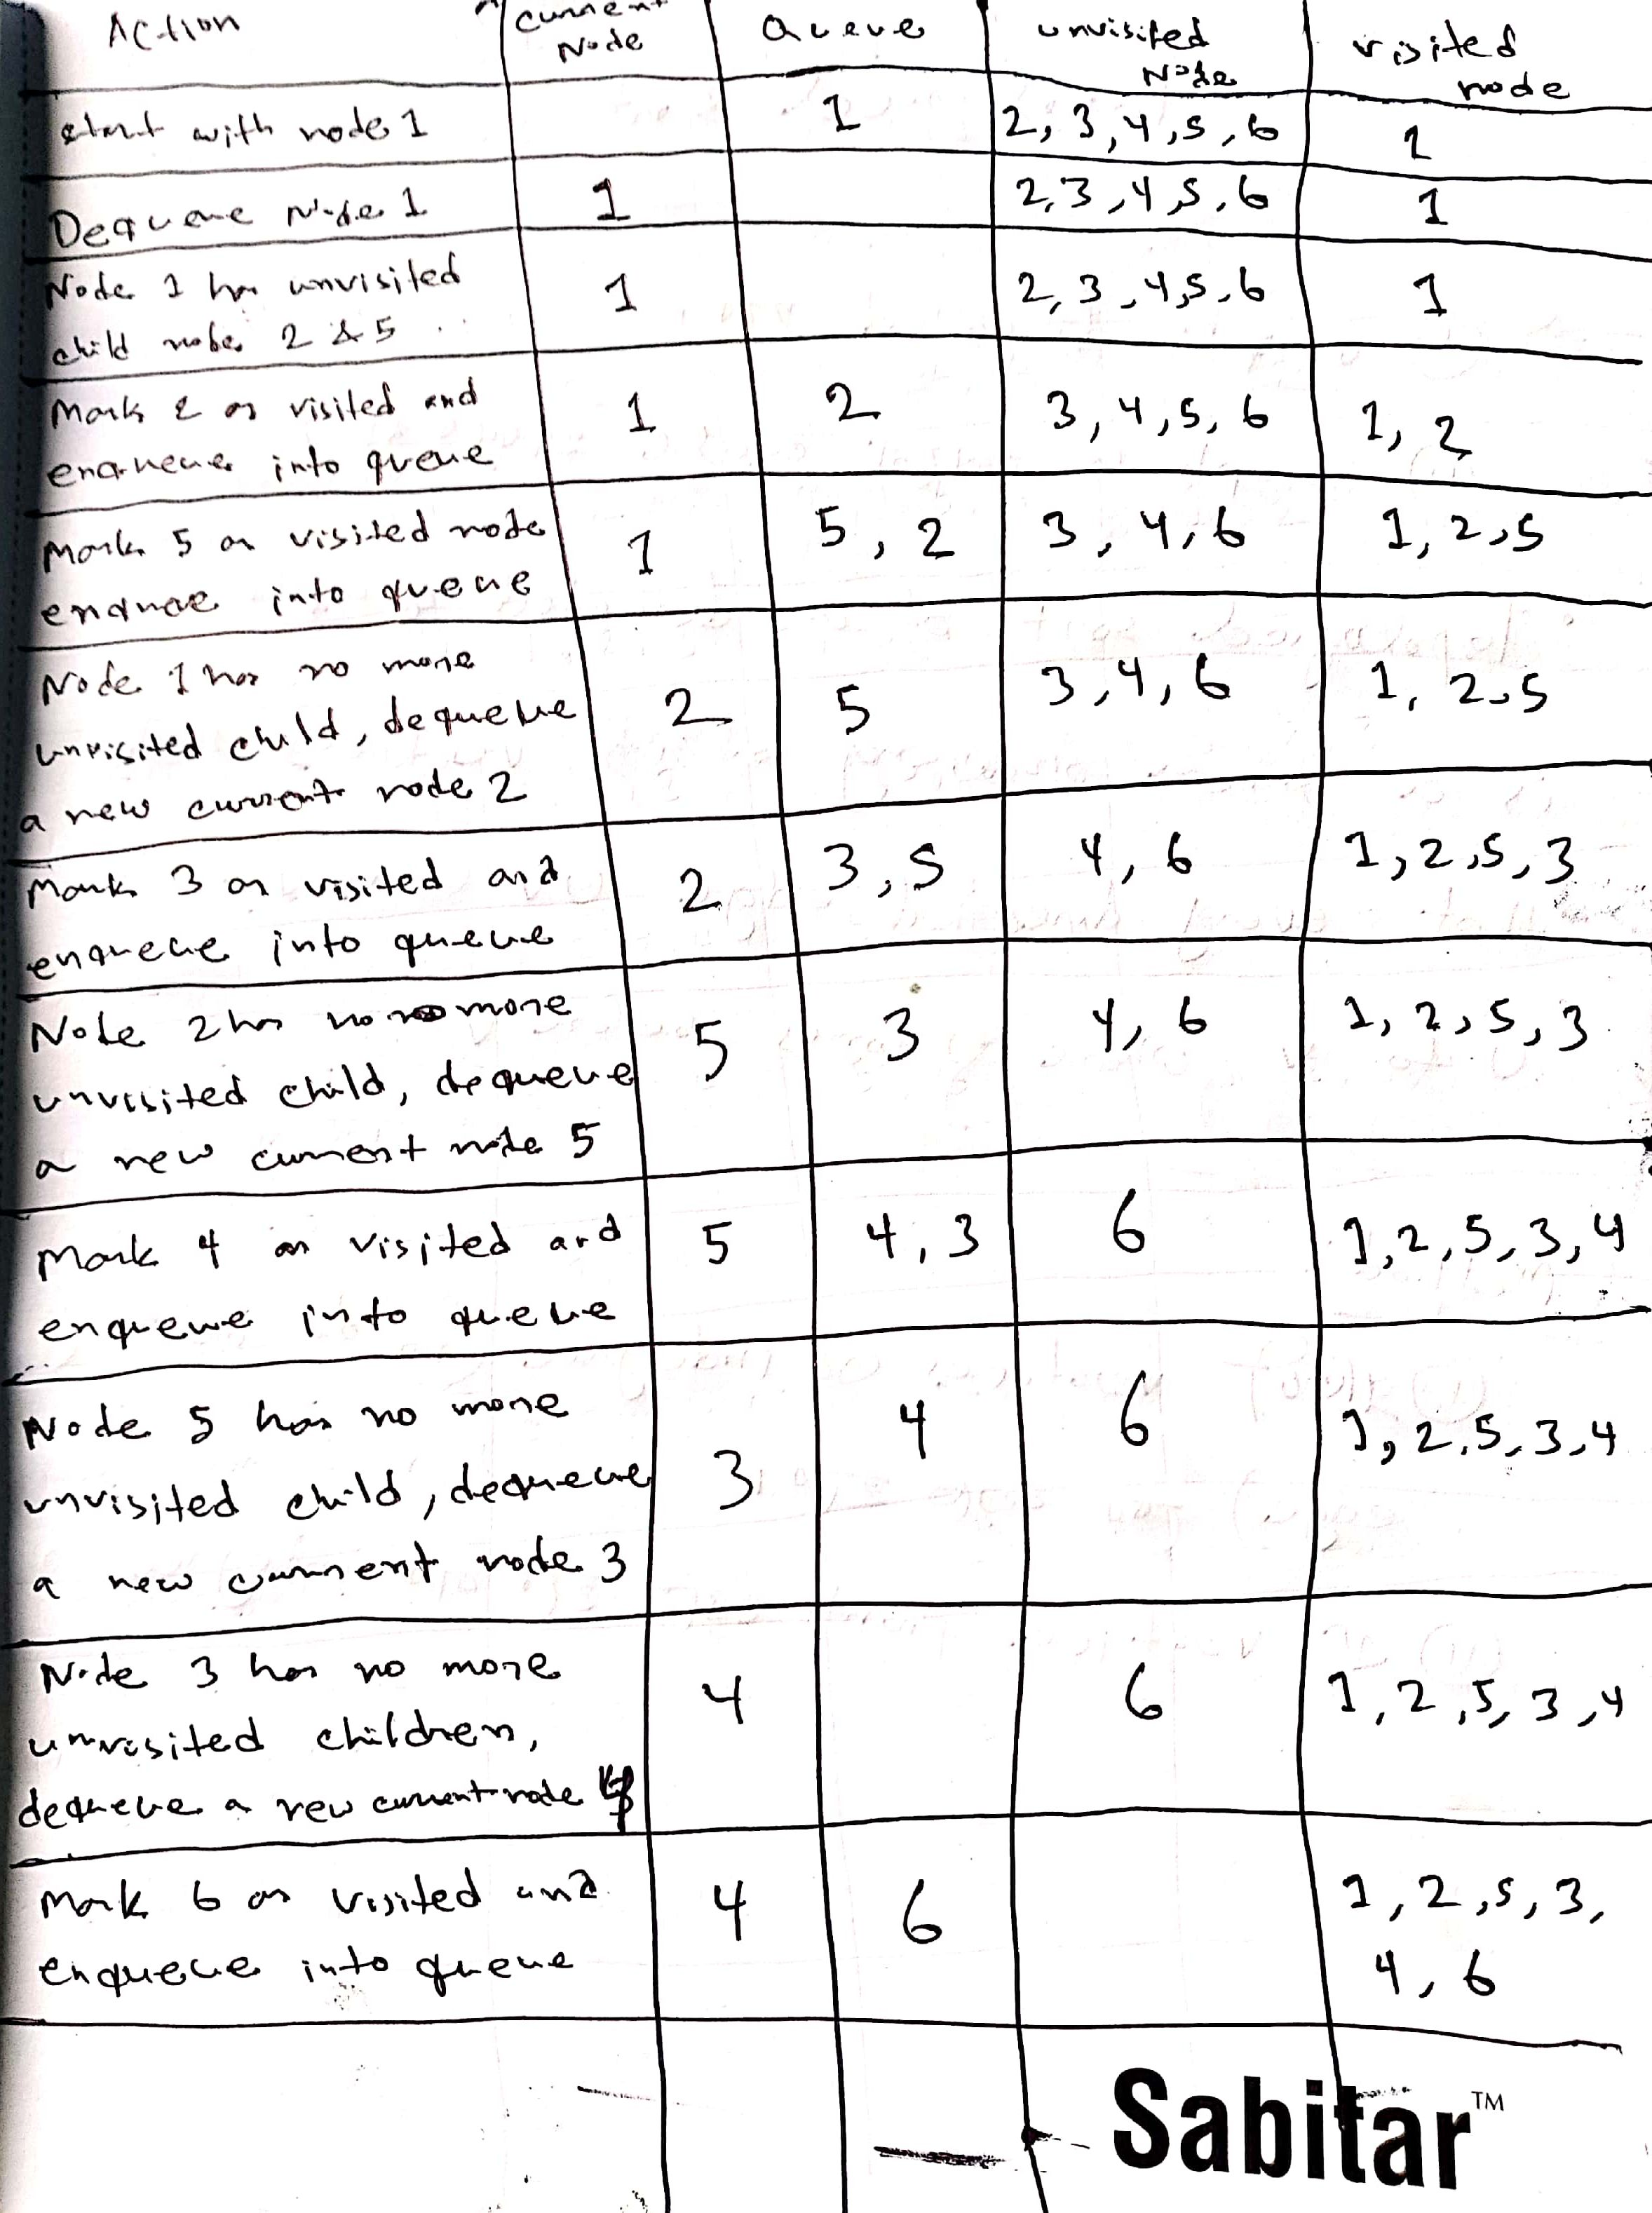 Action
current
Node
Queue
unvisited
Node
visited
node
start with node 1
1
2, 3, 4, 5, 6
1
Dequeue Node 1
1
2, 3, 4, 5, 6
1
Node 1 has unvisited
child nodes 2 & 5
1
2, 3, 4, 5, 6
1
Mark 2 as visited and
enqueue into queue
1
2
3, 4, 5, 6
1, 2
Mark 5 as visited node
enqueue into queue
1
5, 2
3, 4, 6
1, 2, 5
Node 1 has no more
unvisited child, dequeue
a new current node 2
2
5
3, 4, 6
1, 2, 5
Mark 3 as visited and
enqueue into queue
2
3, 5
4, 6
1, 2, 5, 3
Node 2 has no more
unvisited child, dequeue
a new current node 5
5
3
4, 6
1, 2, 5, 3
Mark 4 as visited and
enqueue into queue
5
4, 3
6
1, 2, 5, 3, 4
Node 5 has no more
unvisited child, dequeue
a new current node 3
3
4
6
1, 2, 5, 3, 4
Node 3 has no more
unvisited children,
dequeue a new current node 4
4
6
1, 2, 5, 3, 4
Mark 6 as visited and
enqueue into queue
4
6
1, 2, 5, 3,
4, 6
Sabitar™